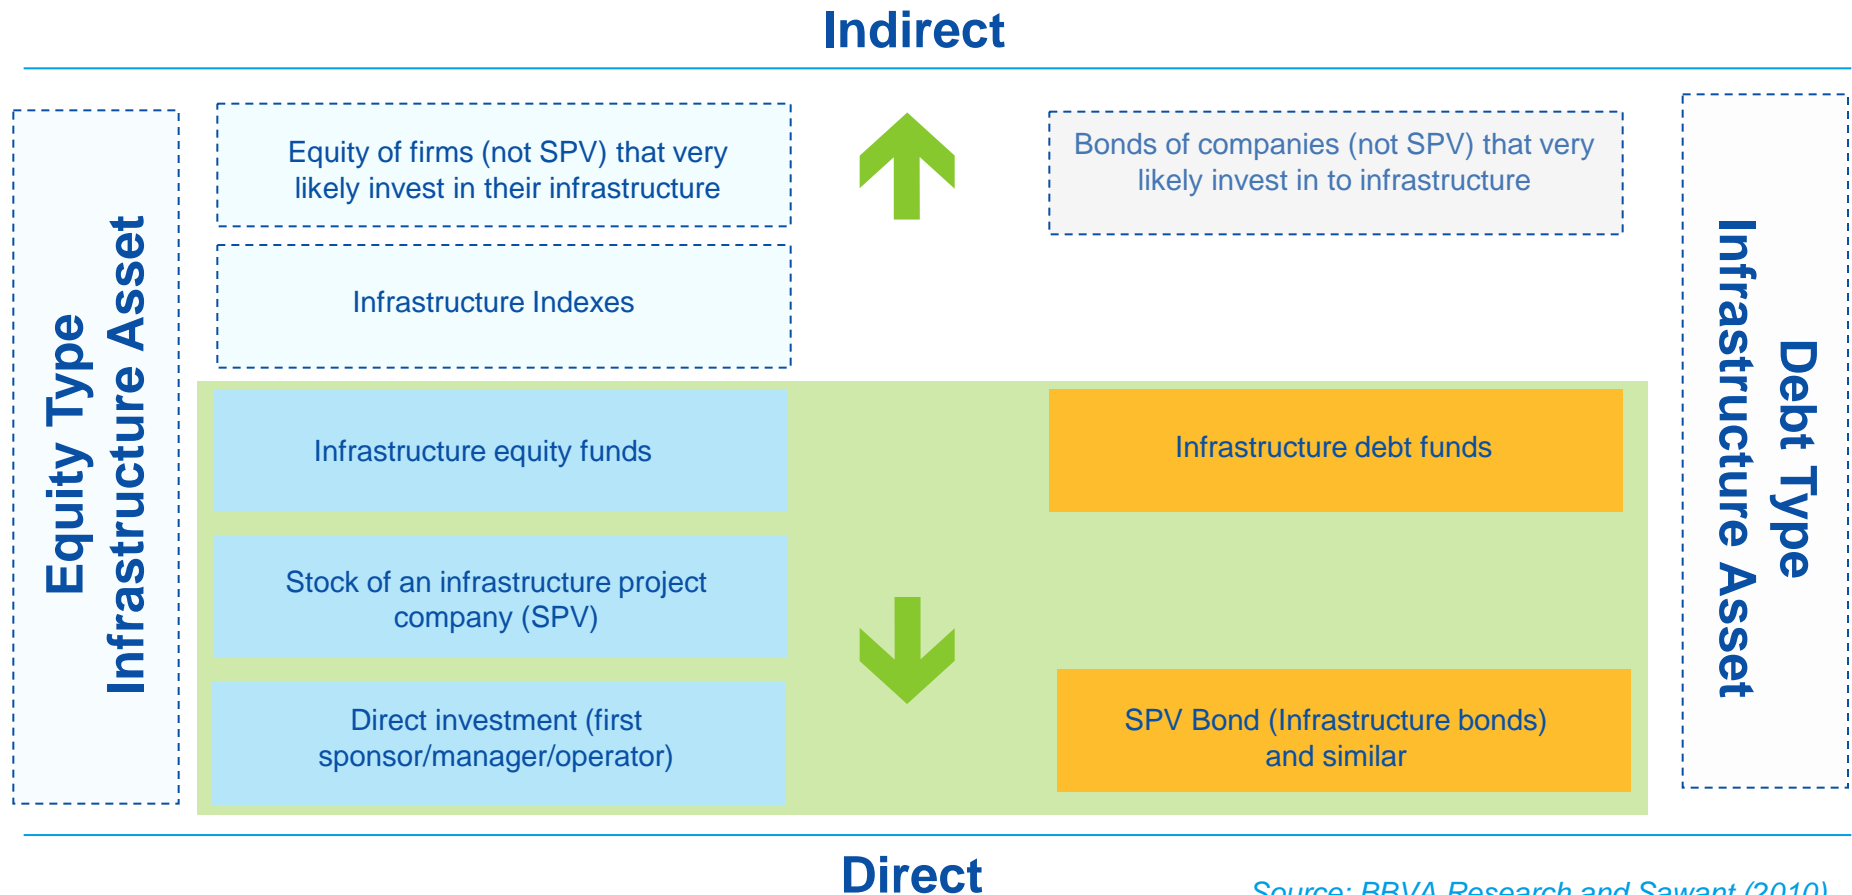 Indirect
Equity Type
Infrastructure Asset
Equity of firms (not SPV) that very
likely invest in their infrastructure
Infrastructure Indexes
Infrastructure equity funds
Stock of an infrastructure project
company (SPV)
Direct investment (first
sponsor/manager/operator)
Bonds of companies (not SPV) that very
likely invest in to infrastructure
Infrastructure debt funds
SPV Bond (Infrastructure bonds)
and similar
Debt Type
Infrastructure Asset
Direct
Source: BBVA Research and Sawant (2010)